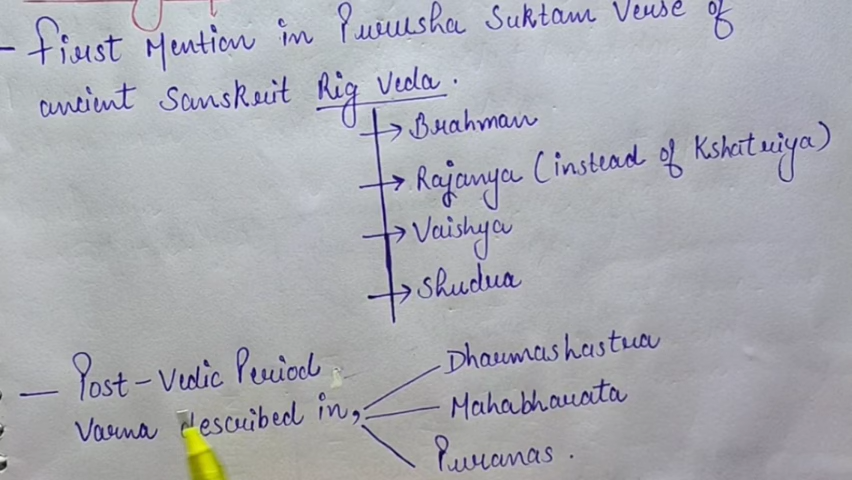 - First Mention in Purusha Suktam Verse of
ancient Sanskrit Rig Veda.
→ Brahman
→ Rajanya (instead of Kshatriya)
→ Vaishya
→ Shudra
- Post-Vedic Period
Varna described in,
Dharmashastra
Mahabharata
Puranas.